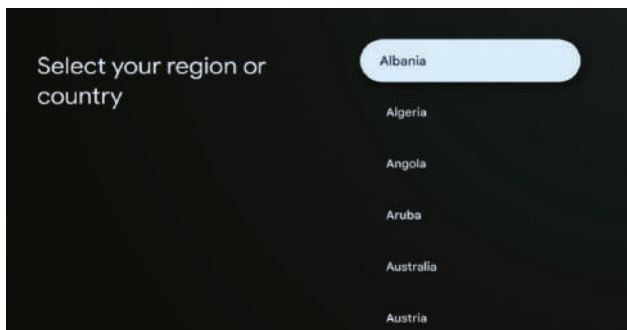 Select your region or
country
Albania
Algeria
Angola
Aruba
Australia
Austria